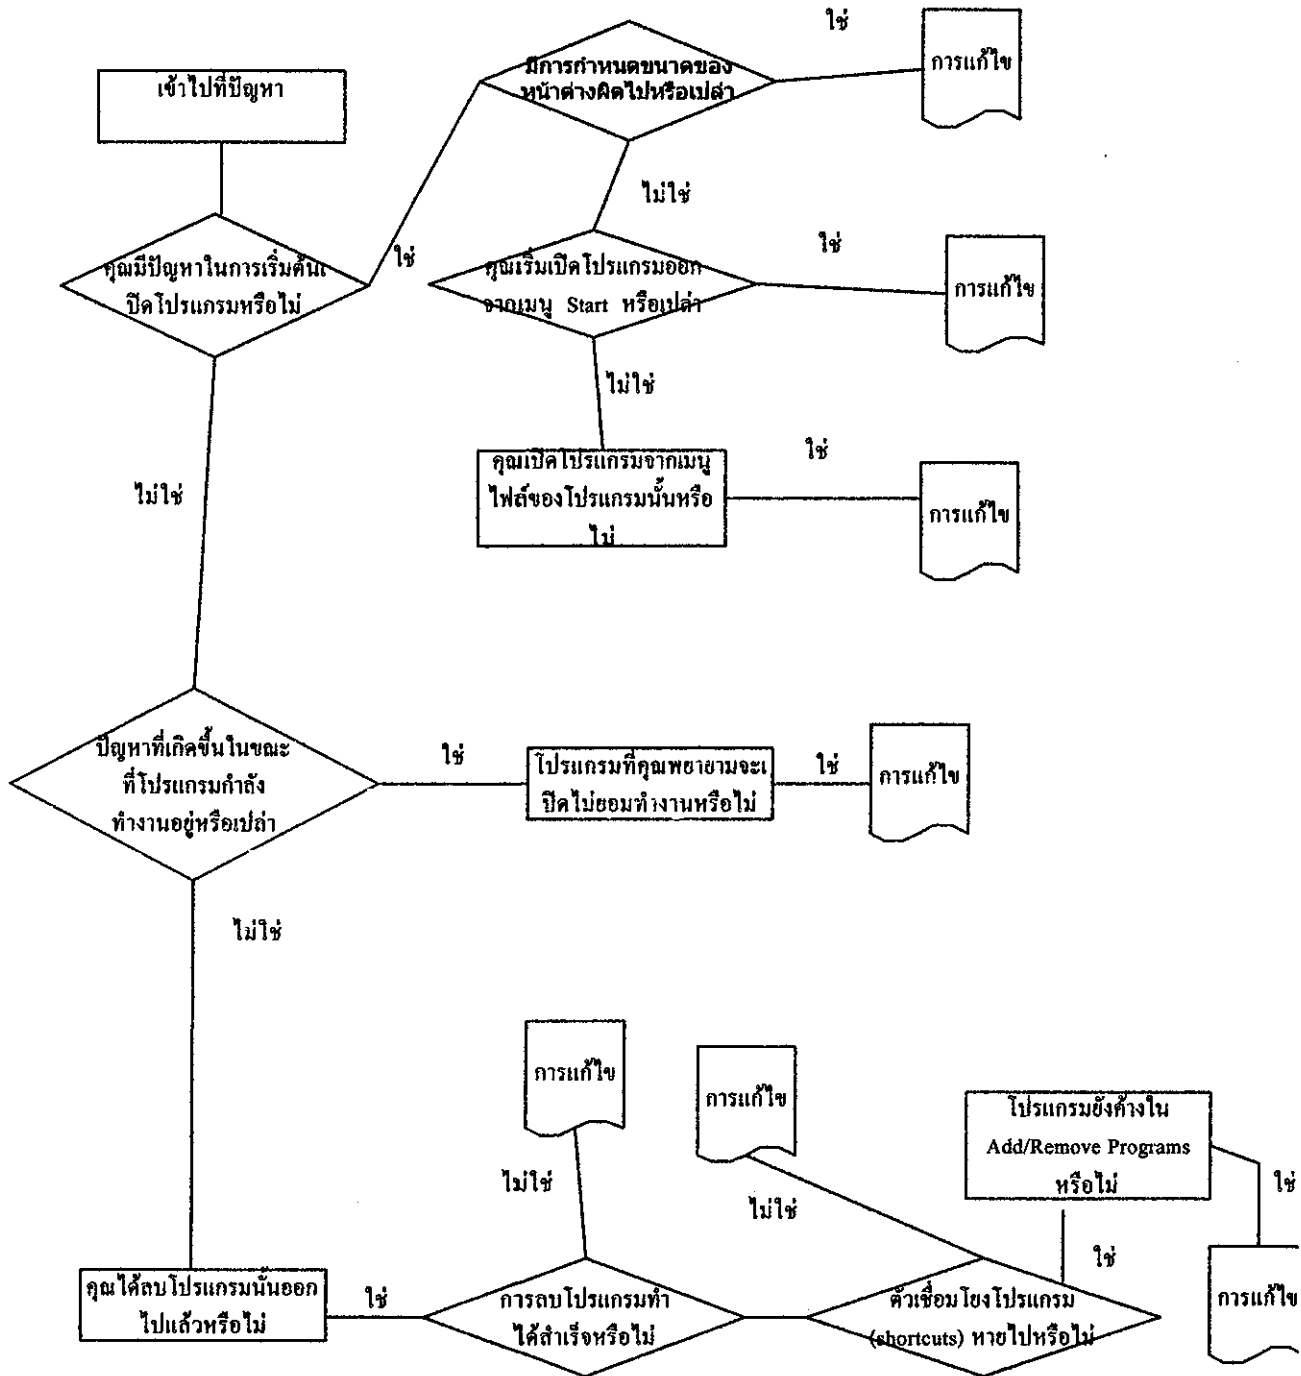 ใช่
มีการกำหนดขนาดของ
หน้าต่างผิดไปหรือเปล่า
การแก้ไข
เข้าไปที่ปัญหา
ไม่ใช่
ใช่
คุณมีปัญหาในการเริ่มต้นเ
ปิดโปรแกรมหรือไม่
ใช่
คุณเริ่มเปิดโปรแกรมออก
จากเมนู Start หรือเปล่า
การแก้ไข
ไม่ใช่
ใช่
คุณเปิดโปรแกรมจากเมนู
ไฟล์ของโปรแกรมนั้นหรือ
ไม่
การแก้ไข
ไม่ใช่
ปัญหาที่เกิดขึ้นในขณะ
ที่โปรแกรมกำลัง
ทำงานอยู่หรือเปล่า
ใช่
โปรแกรมที่คุณพยายามจะเ
ปิดไม่ยอมทำงานหรือไม่
ใช่
การแก้ไข
ไม่ใช่
การแก้ไข
การแก้ไข
โปรแกรมยังค้างใน
Add/Remove Programs
หรือไม่
ไม่ใช่
ไม่ใช่
ใช่
ใช่
คุณได้ลบโปรแกรมนั้นออก
ไปแล้วหรือไม่
ใช่
การลบโปรแกรมทำ
ได้สำเร็จหรือไม่
ตัวเชื่อมโยงโปรแกรม
(shortcuts) หายไปหรือไม่
การแก้ไข